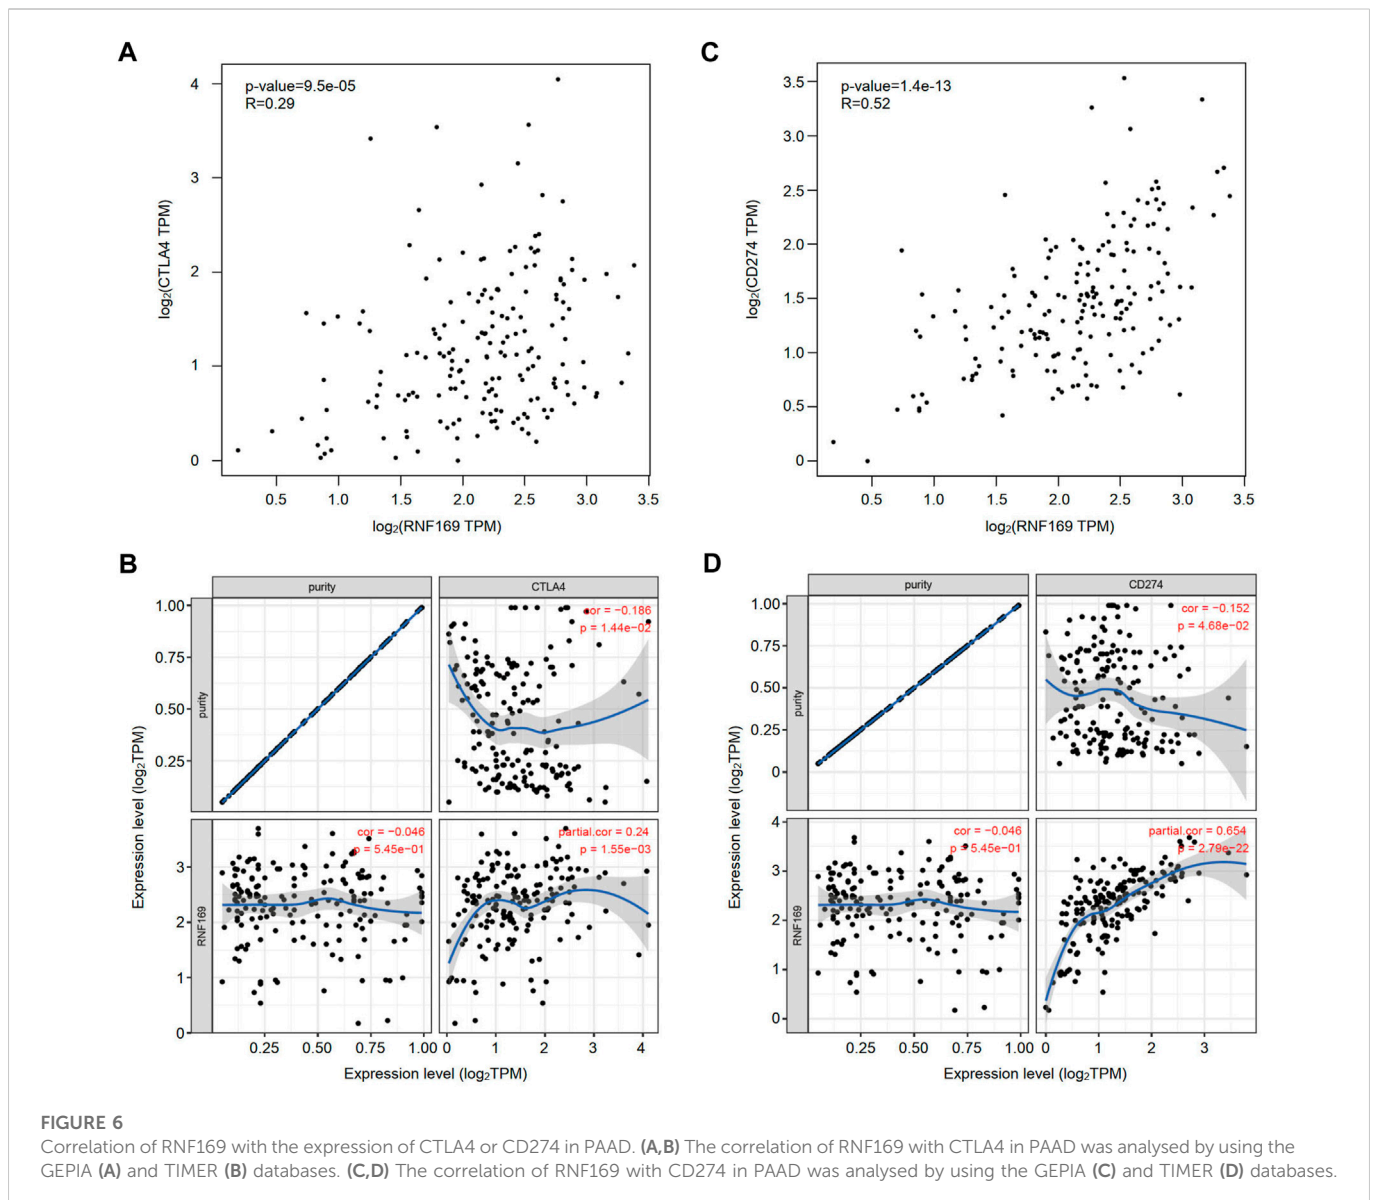 A
p-value=9.5e-05
R=0.29
4
3
2
1
0
log₂(CTLA4 TPM)
0.5 1.0 1.5 2.0 2.5 3.0 3.5
log₂(RNF169 TPM)
C
p-value=1.4e-13
R=0.52
3.5
3.0
2.5
2.0
1.5
1.0
0.5
0
log₂(CD274 TPM)
0.5 1.0 1.5 2.0 2.5 3.0 3.5
log₂(RNF169 TPM)
B
purity CTLA4
cor = −0.186
p = 1.44e−02
1.00
0.75
0.50
0.25
purity
Expression level (log₂TPM)
cor = −0.046
p = 5.45e−01
partial.cor = 0.24
p = 1.55e−03
3
2
1
0
RNF169
0.25 0.50 0.75 1.00 0 1 2 3 4
Expression level (log₂TPM)
D
purity CD274
cor = −0.152
p = 4.68e−02
1.00
0.75
0.50
0.25
0
purity
Expression level (log₂TPM)
cor = −0.046
p = 5.45e−01
partial.cor = 0.654
p = 2.79e−22
4
3
2
1
0
RNF169
0.25 0.50 0.75 1.00 0 1 2 3
Expression level (log₂TPM)
FIGURE 6
Correlation of RNF169 with the expression of CTLA4 or CD274 in PAAD. (A,B) The correlation of RNF169 with CTLA4 in PAAD was analysed by using the
GEPIA (A) and TIMER (B) databases. (C,D) The correlation of RNF169 with CD274 in PAAD was analysed by using the GEPIA (C) and TIMER (D) databases.